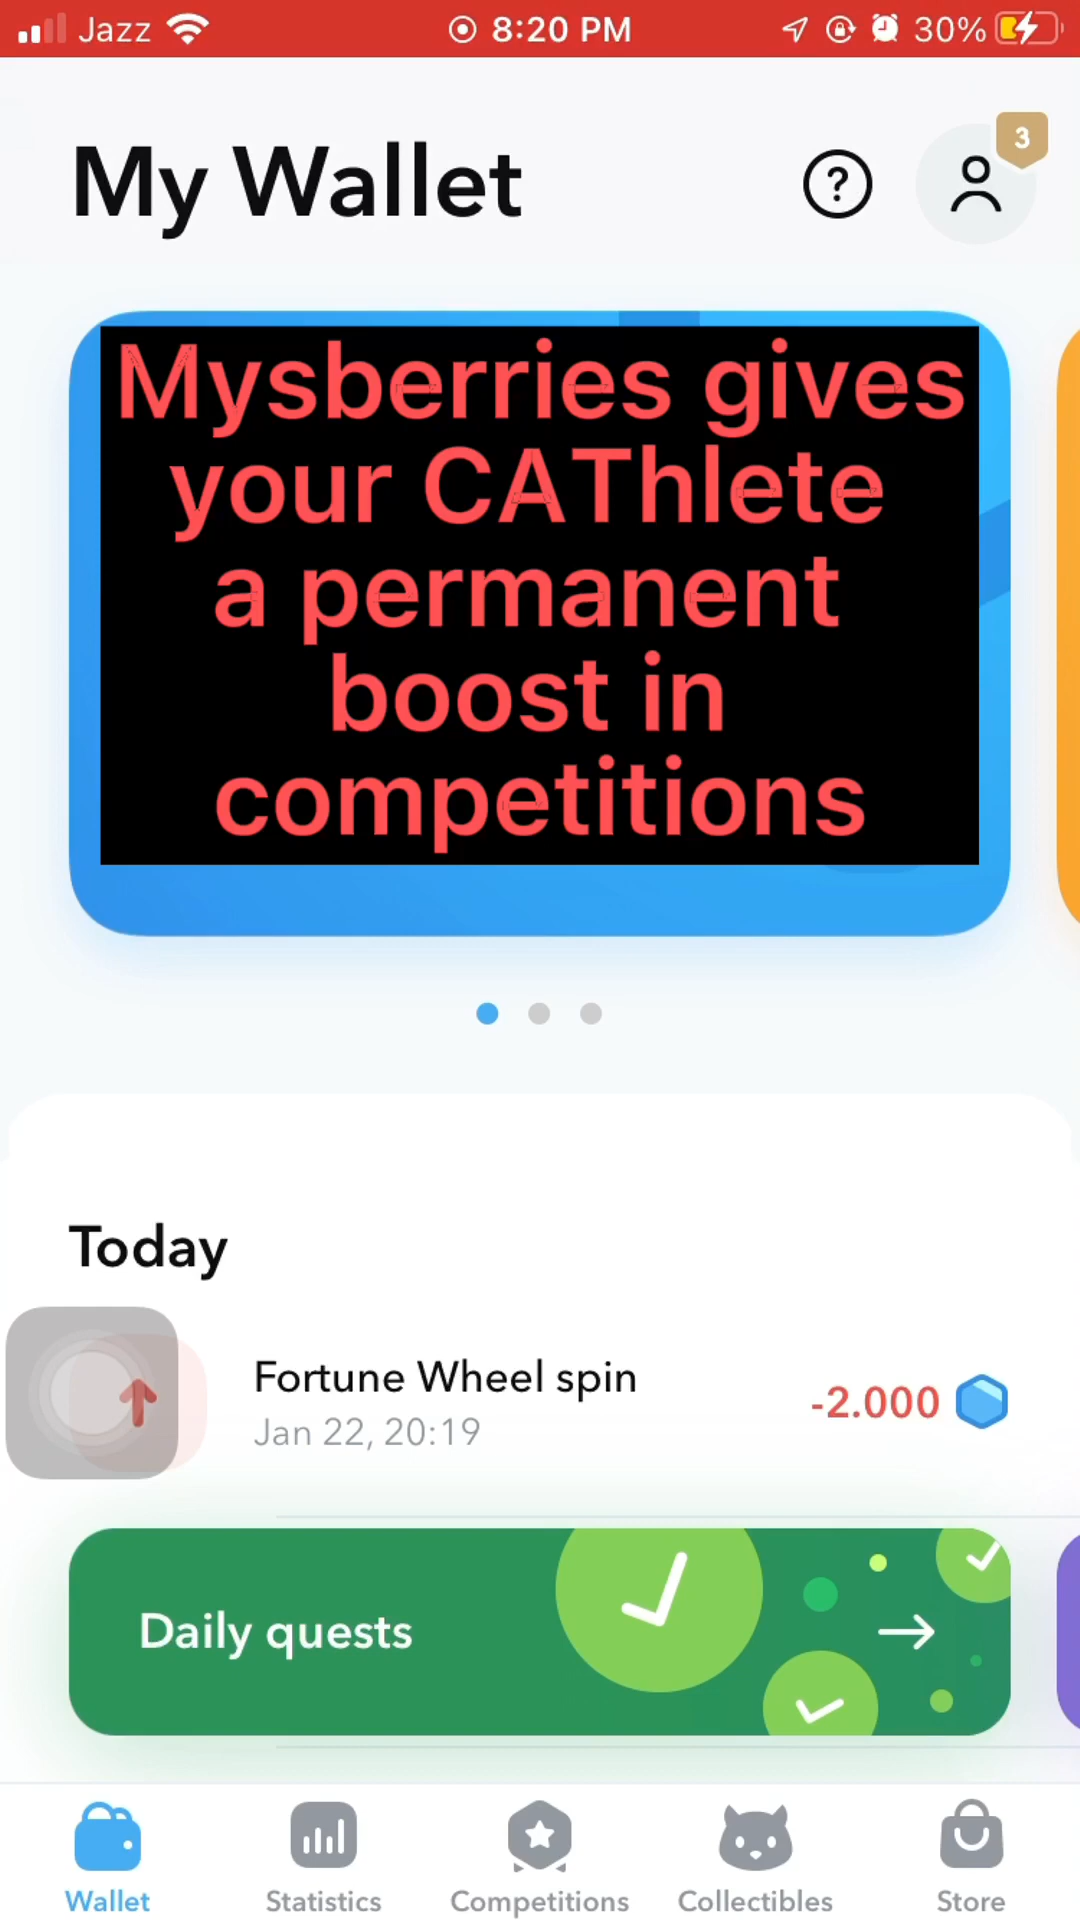 Jazz 8:20 PM 30%
My Wallet
3
Mysberries gives
your CAThlete
a permanent
boost in
competitions
Today
Fortune Wheel spin
Jan 22, 20:19
-2.000
Daily quests
Wallet Statistics Competitions Collectibles Store